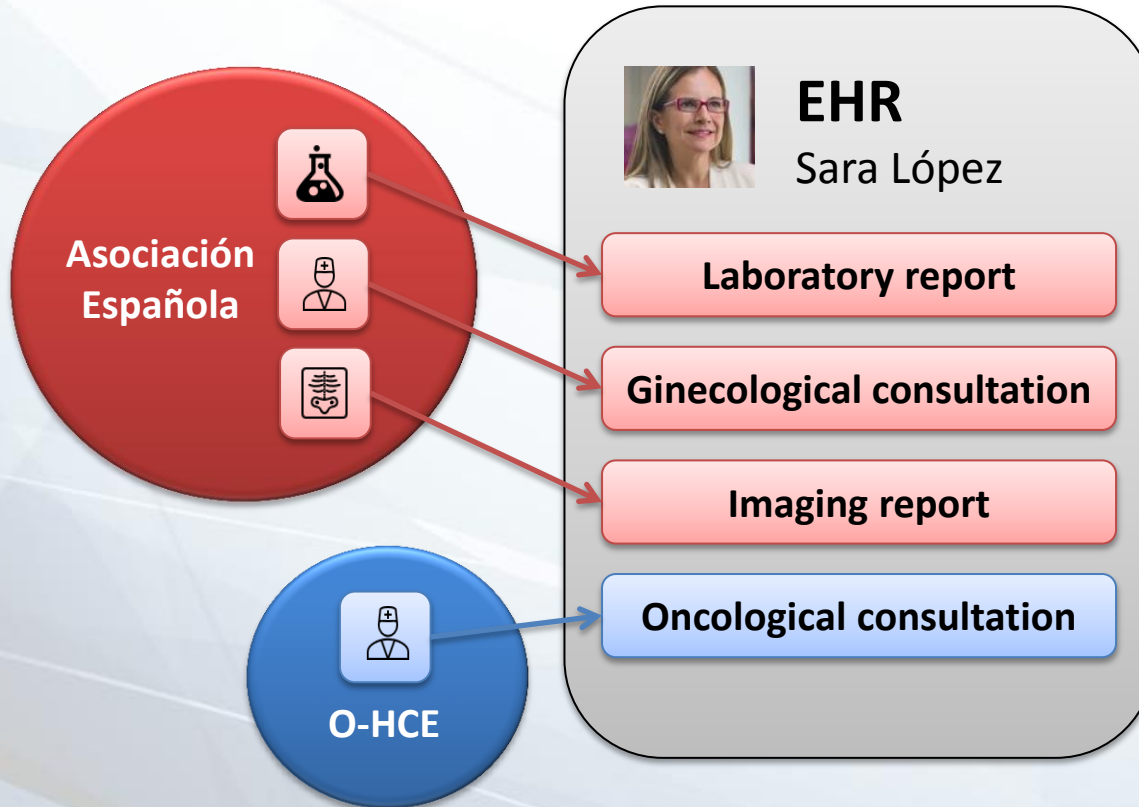 Asociación
Española
O-HCE
EHR
Sara López
Laboratory report
Ginecological consultation
Imaging report
Oncological consultation